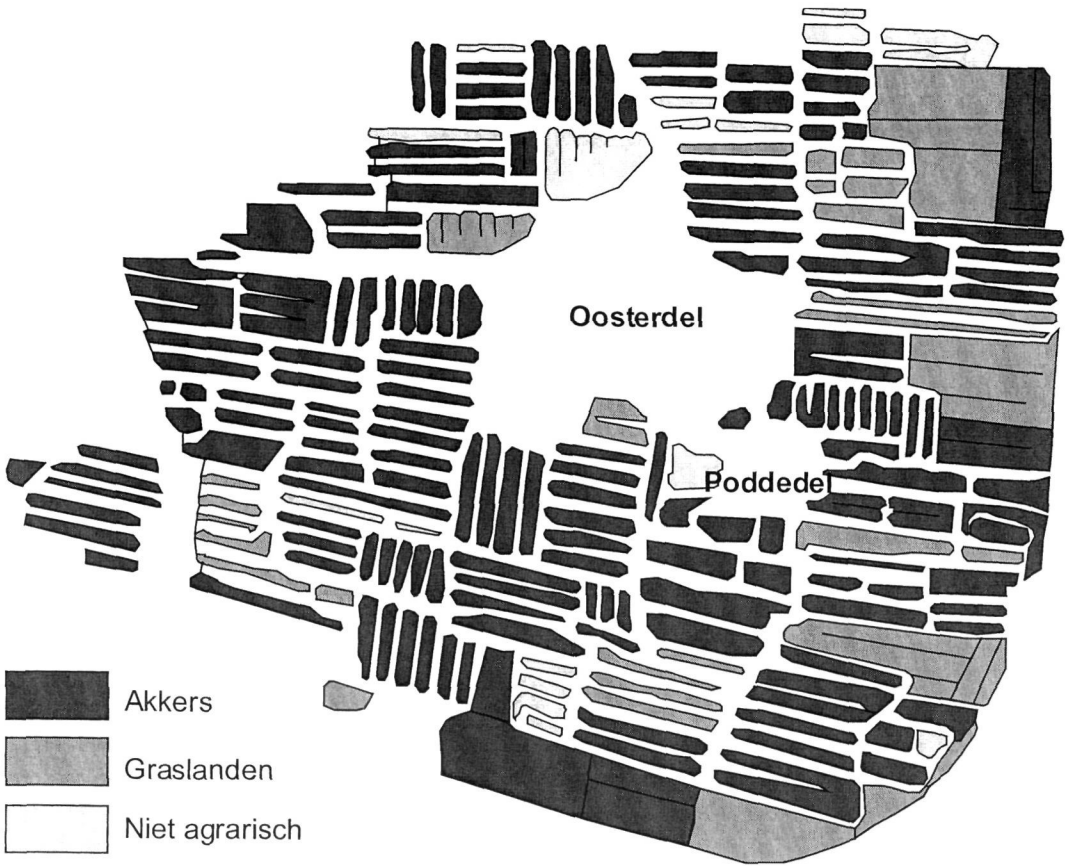 Oosterdel
Poddedel
Akkers
Graslanden
Niet agrarisch